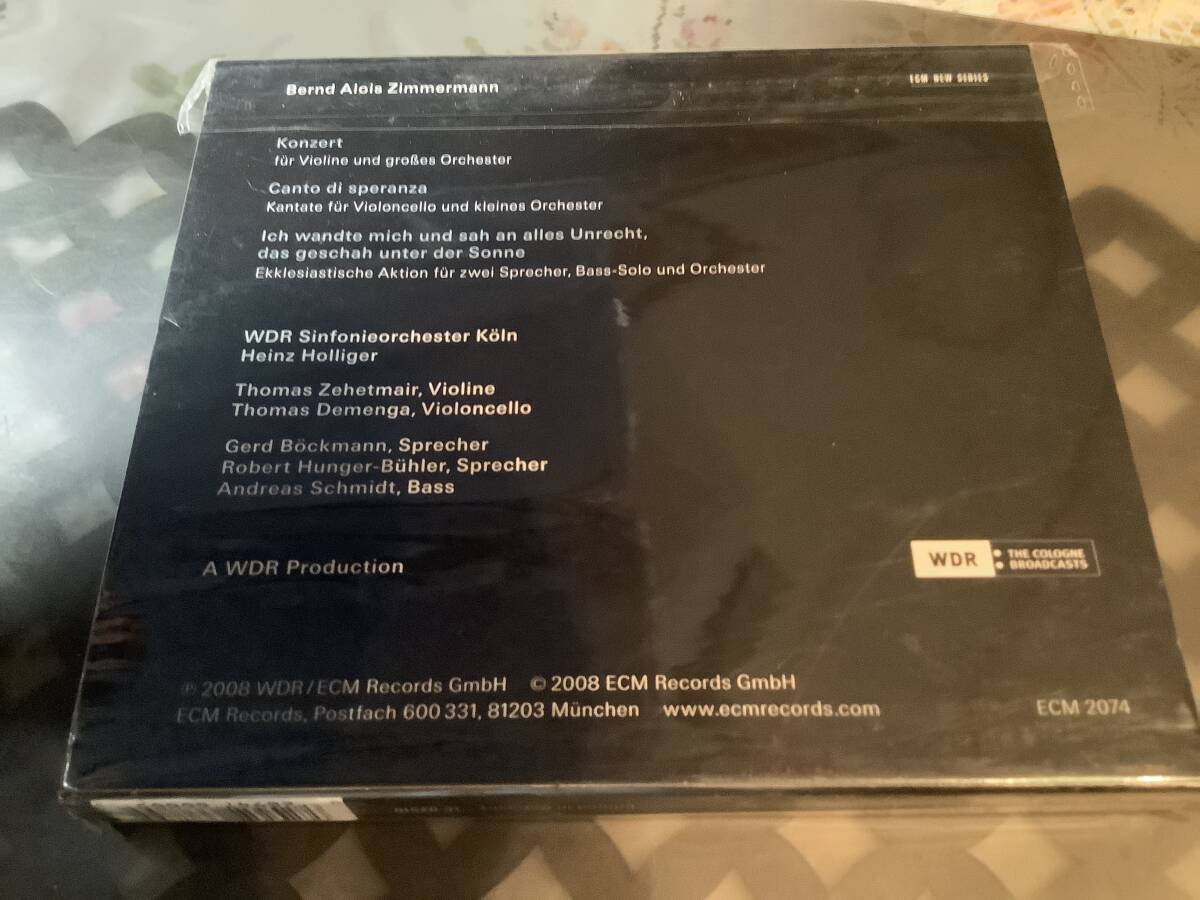 Bernd Alois Zimmermann
ECM NEW SERIES
Konzert
für Violine und großes Orchester
Canto di speranza
Kantate für Violoncello und kleines Orchester
Ich wandte mich und sah an alles Unrecht,
das geschah unter der Sonne
Ekklesiastische Aktion für zwei Sprecher, Bass-Solo und Orchester
WDR Sinfonieorchester Köln
Heinz Holliger
Thomas Zehetmair, Violine
Thomas Demenga, Violoncello
Gerd Böckmann, Sprecher
Robert Hunger-Bühler, Sprecher
Andreas Schmidt, Bass
A WDR Production
WDR THE COLOGNE
BROADCASTS
℗ 2008 WDR/ECM Records GmbH © 2008 ECM Records GmbH
ECM Records, Postfach 600 331, 81203 München www.ecmrecords.com
ECM 2074